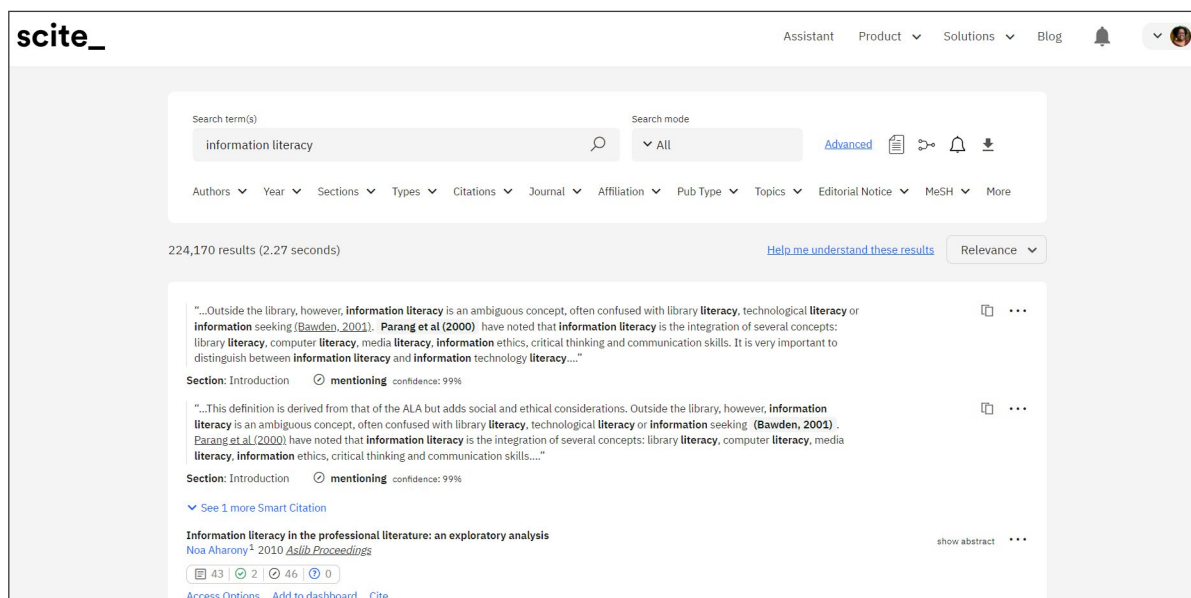 scite_
Assistant Product Solutions Blog
Search term(s) Search mode
information literacy All Advanced
Authors Year Sections Types Citations Journal Affiliation Pub Type Topics Editorial Notice MeSH More
224,170 results (2.27 seconds) Help me understand these results Relevance
“...Outside the library, however, information literacy is an ambiguous concept, often confused with library literacy, technological literacy or
information seeking (Bawden, 2001). Parang et al (2000) have noted that information literacy is the integration of several concepts:
library literacy, computer literacy, media literacy, information ethics, critical thinking and communication skills. It is very important to
distinguish between information literacy and information technology literacy....”
Section: Introduction mentioning confidence: 99%
“...This definition is derived from that of the ALA but adds social and ethical considerations. Outside the library, however, information
literacy is an ambiguous concept, often confused with library literacy, technological literacy or information seeking (Bawden, 2001) .
Parang et al (2000) have noted that information literacy is the integration of several concepts: library literacy, computer literacy, media
literacy, information ethics, critical thinking and communication skills....”
Section: Introduction mentioning confidence: 99%
See 1 more Smart Citation
Information literacy in the professional literature: an exploratory analysis
Noa Aharony1 2010 Aslib Proceedings show abstract
43 2 46 0
Access Options Add to dashboard Cite